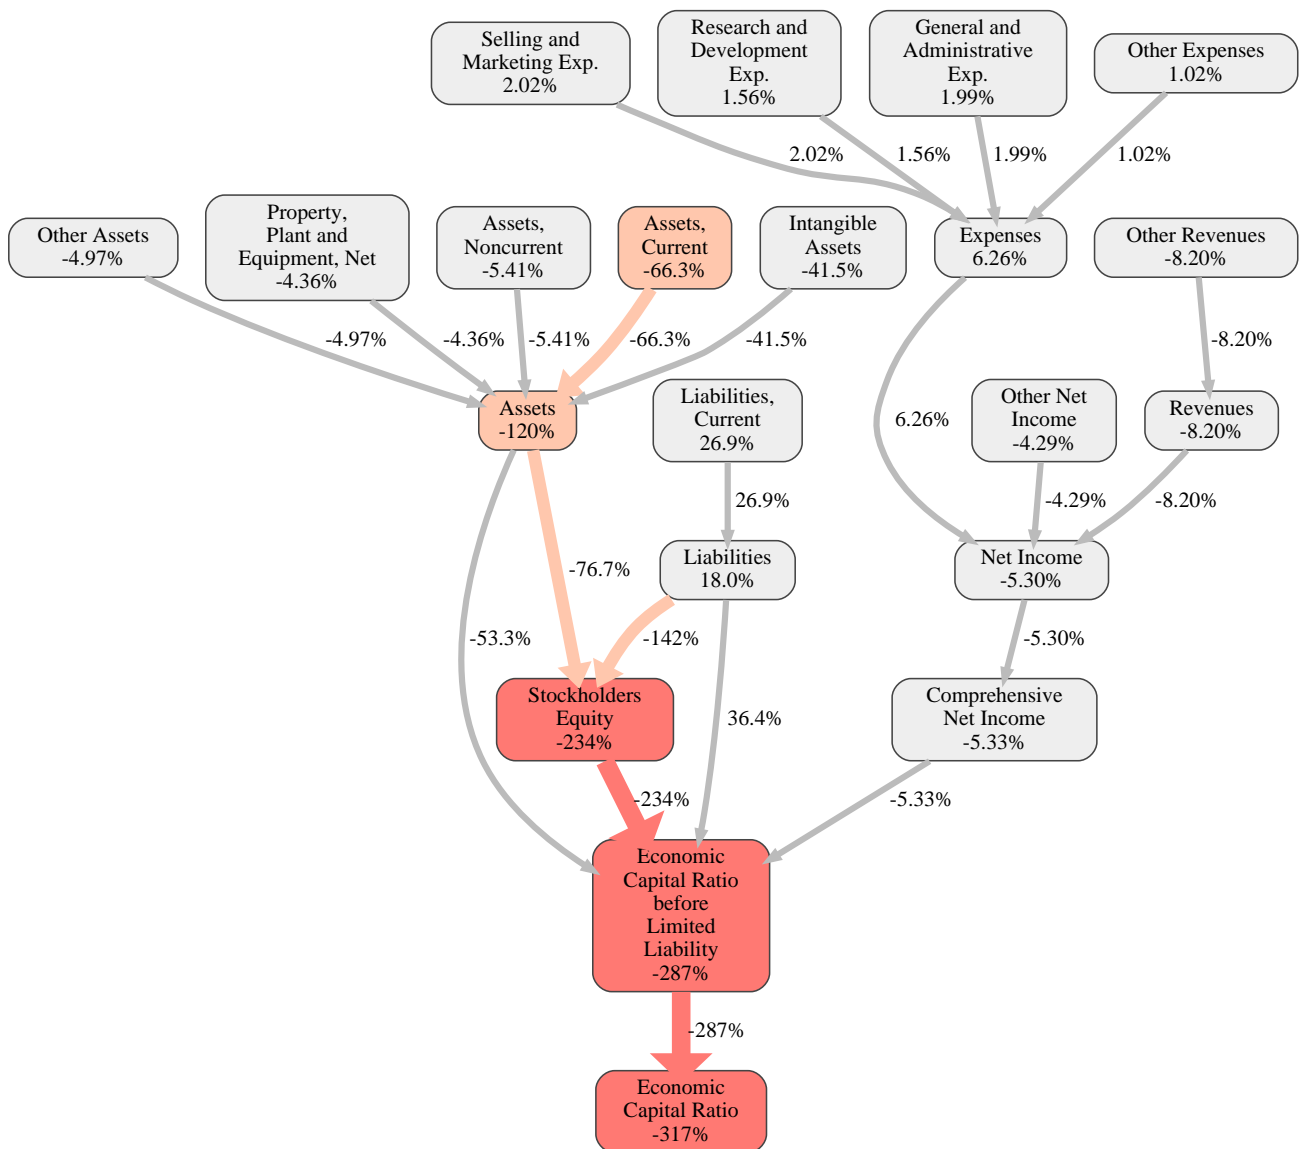 Selling and
Marketing Exp.
2.02%
Research and
Development
Exp.
1.56%
General and
Administrative
Exp.
1.99%
Other Expenses
1.02%
2.02%
1.56%
1.99%
1.02%
Other Assets
-4.97%
Property,
Plant and
Equipment, Net
-4.36%
Assets,
Noncurrent
-5.41%
Assets,
Current
-66.3%
Intangible
Assets
-41.5%
Expenses
6.26%
Other Revenues
-8.20%
-4.97%
-4.36%
-5.41%
-66.3%
-41.5%
-8.20%
Assets
-120%
Liabilities,
Current
26.9%
6.26%
Other Net
Income
-4.29%
Revenues
-8.20%
26.9%
-4.29%
-8.20%
-76.7%
Liabilities
18.0%
Net Income
-5.30%
-53.3%
-142%
-5.30%
Stockholders
Equity
-234%
36.4%
Comprehensive
Net Income
-5.33%
-234%
-5.33%
Economic
Capital Ratio
before
Limited
Liability
-287%
-287%
Economic
Capital Ratio
-317%